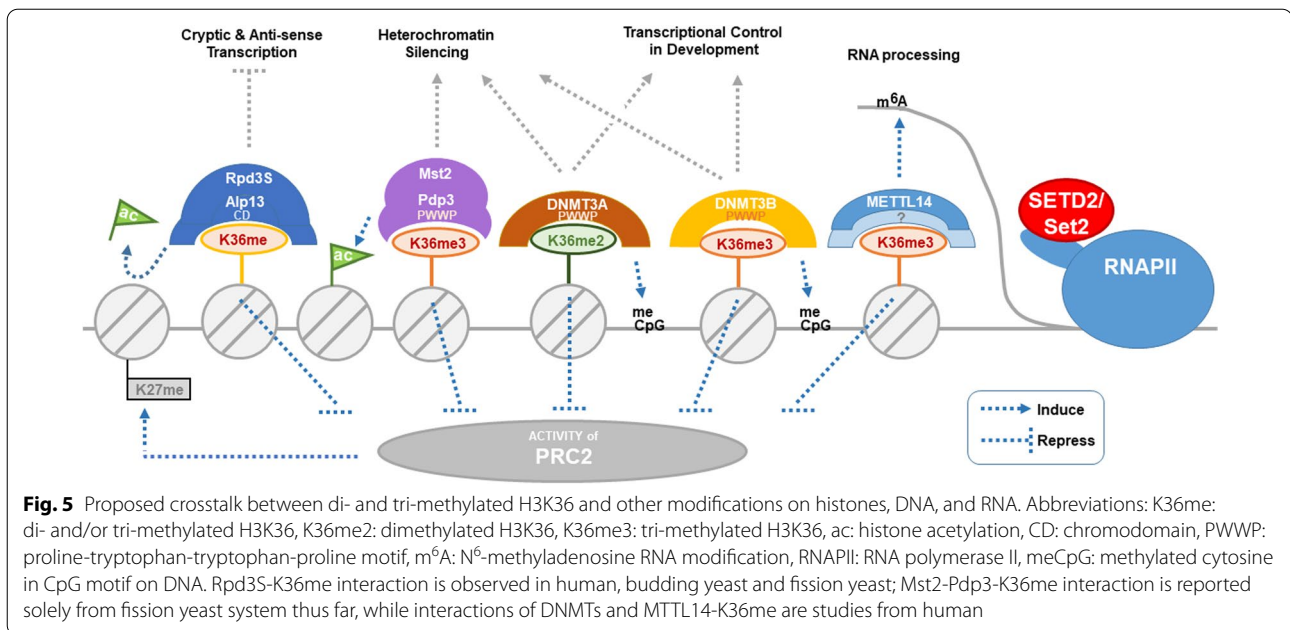 Cryptic & Anti-sense
Transcription
Heterochromatin
Silencing
Transcriptional Control
in Development
RNA processing
m⁶A
ac
Rpd3S
Alp13
CD
K36me
Mst2
Pdp3
PWWP
K36me3
ac
DNMT3A
PWWP
K36me2
DNMT3B
PWWP
K36me3
METTL14
?
K36me3
SETD2/
Set2
RNAPII
me
CpG
me
CpG
K27me
ACTIVITY of
PRC2
Induce
Repress
Fig. 5 Proposed crosstalk between di- and tri-methylated H3K36 and other modifications on histones, DNA, and RNA. Abbreviations: K36me:
di- and/or tri-methylated H3K36, K36me2: dimethylated H3K36, K36me3: tri-methylated H3K36, ac: histone acetylation, CD: chromodomain, PWWP:
proline-tryptophan-tryptophan-proline motif, m⁶A: N⁶-methyladenosine RNA modification, RNAPII: RNA polymerase II, meCpG: methylated cytosine
in CpG motif on DNA. Rpd3S-K36me interaction is observed in human, budding yeast and fission yeast; Mst2-Pdp3-K36me interaction is reported
solely from fission yeast system thus far, while interactions of DNMTs and MTTL14-K36me are studies from human